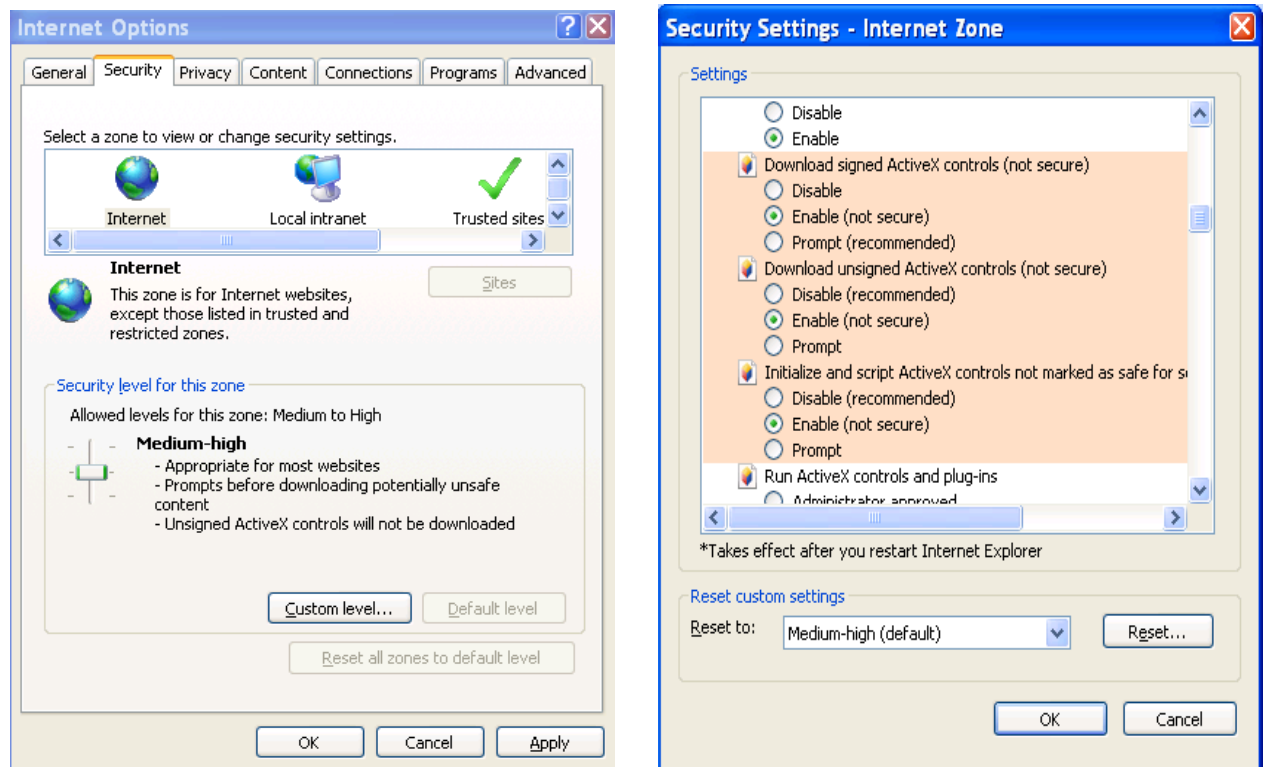 Internet Options
General Security Privacy Content Connections Programs Advanced
Select a zone to view or change security settings.
Internet Local intranet Trusted sites
Internet
This zone is for Internet websites,
except those listed in trusted and
restricted zones.
Sites
Security level for this zone
Allowed levels for this zone: Medium to High
Medium-high
- Appropriate for most websites
- Prompts before downloading potentially unsafe
content
- Unsigned ActiveX controls will not be downloaded
Custom level... Default level
Reset all zones to default level
OK Cancel Apply
Security Settings - Internet Zone
Settings
Disable
Enable
Download signed ActiveX controls (not secure)
Disable
Enable (not secure)
Prompt (recommended)
Download unsigned ActiveX controls (not secure)
Disable (recommended)
Enable (not secure)
Prompt
Initialize and script ActiveX controls not marked as safe for
Disable (recommended)
Enable (not secure)
Prompt
Run ActiveX controls and plug-ins
Administrator approved
*Takes effect after you restart Internet Explorer
Reset custom settings
Reset to: Medium-high (default) Reset...
OK Cancel